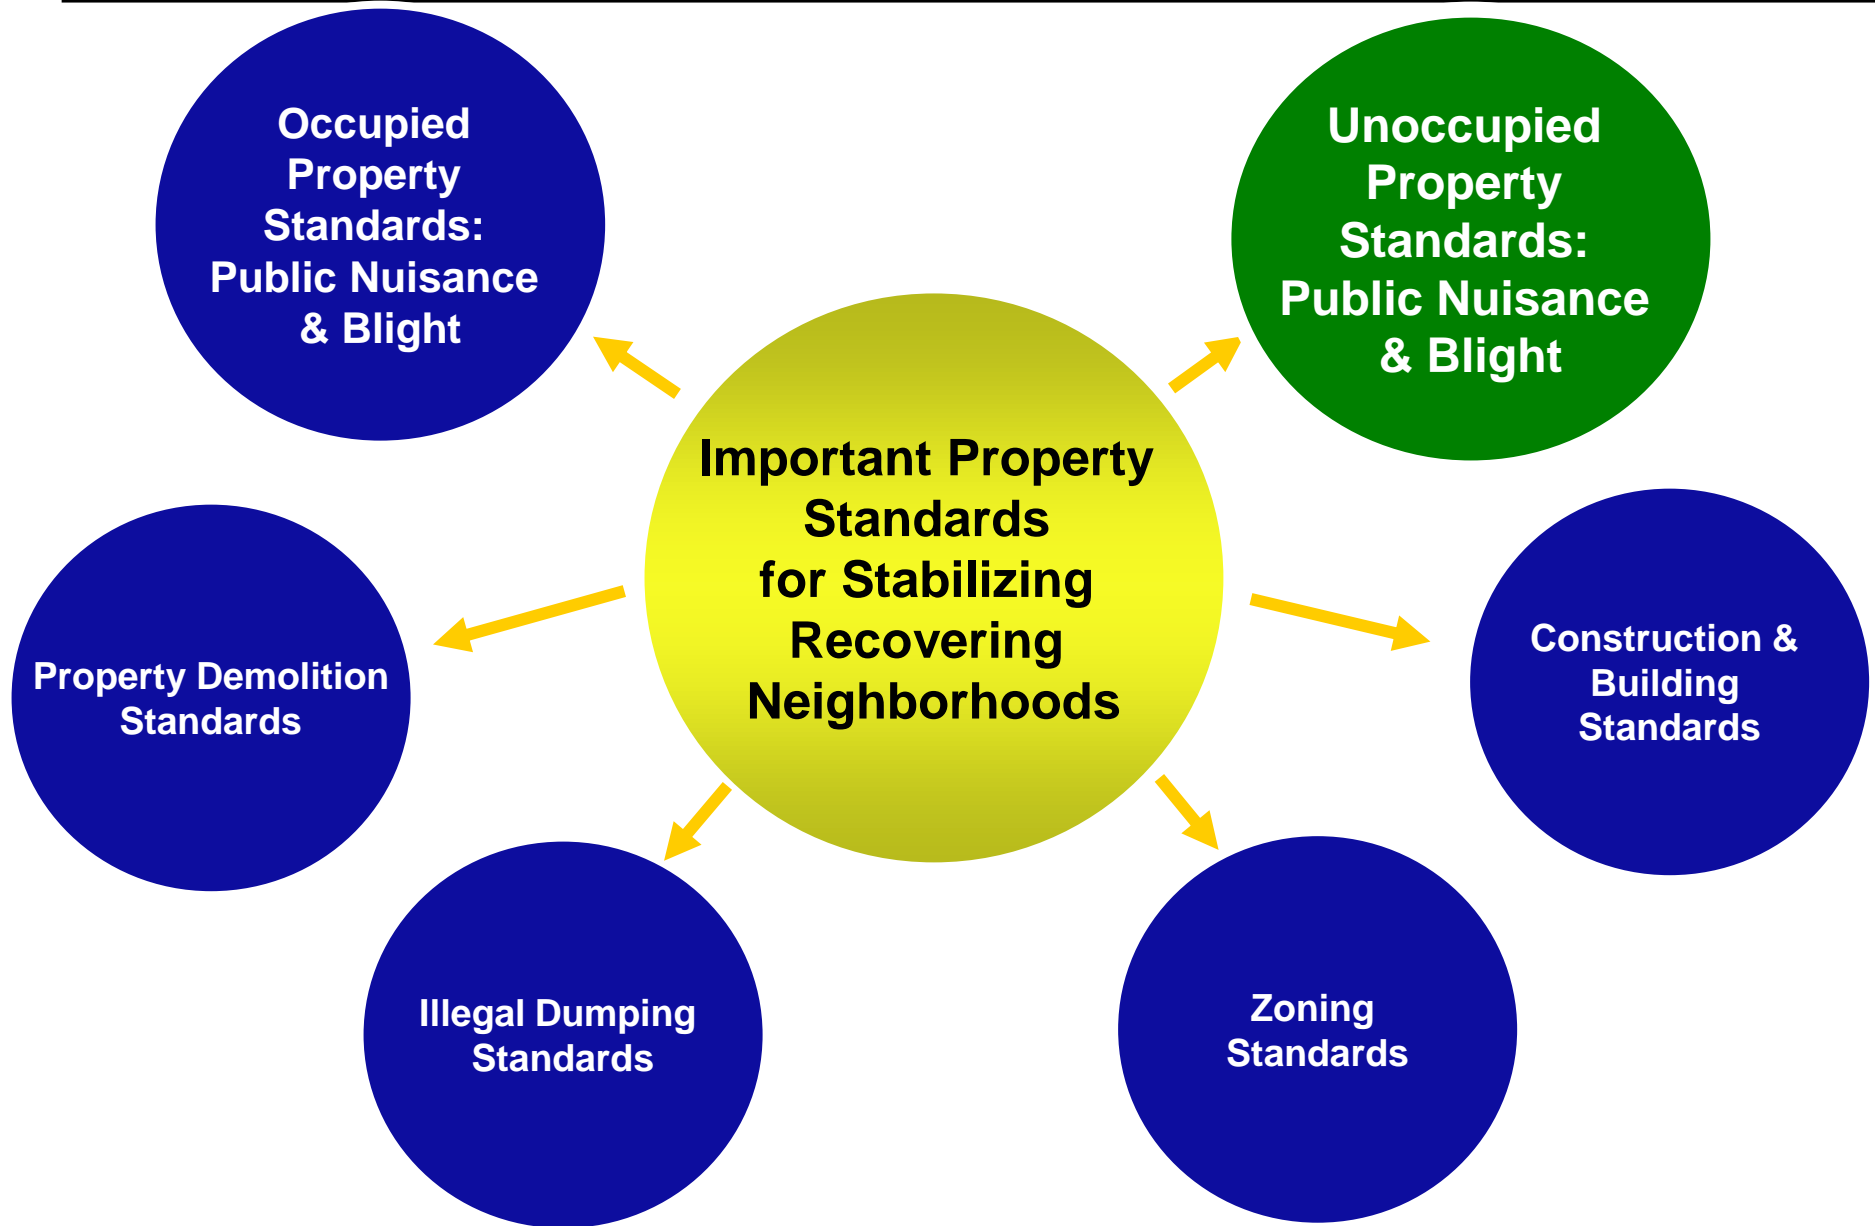 Occupied
Property
Standards:
Public Nuisance
& Blight
Unoccupied
Property
Standards:
Public Nuisance
& Blight
Important Property
Standards
for Stabilizing
Recovering
Neighborhoods
Property Demolition
Standards
Construction &
Building
Standards
Illegal Dumping
Standards
Zoning
Standards